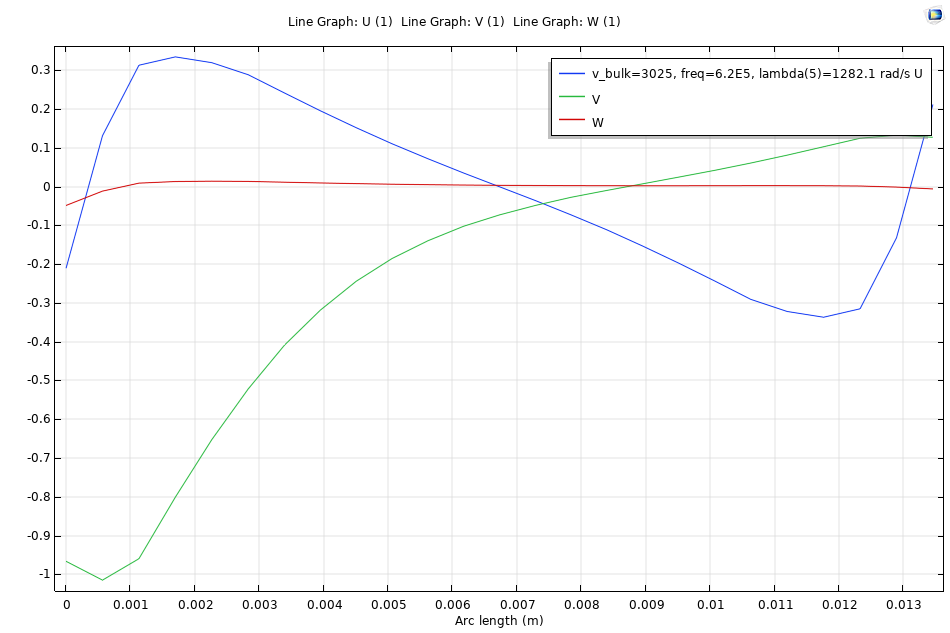 Line Graph: U (1) Line Graph: V (1) Line Graph: W (1)
v_bulk=3025, freq=6.2E5, lambda(5)=1282.1 rad/s U
V
W
0.3
0.2
0.1
0
-0.1
-0.2
-0.3
-0.4
-0.5
-0.6
-0.7
-0.8
-0.9
-1
0 0.001 0.002 0.003 0.004 0.005 0.006 0.007 0.008 0.009 0.01 0.011 0.012 0.013
Arc length (m)